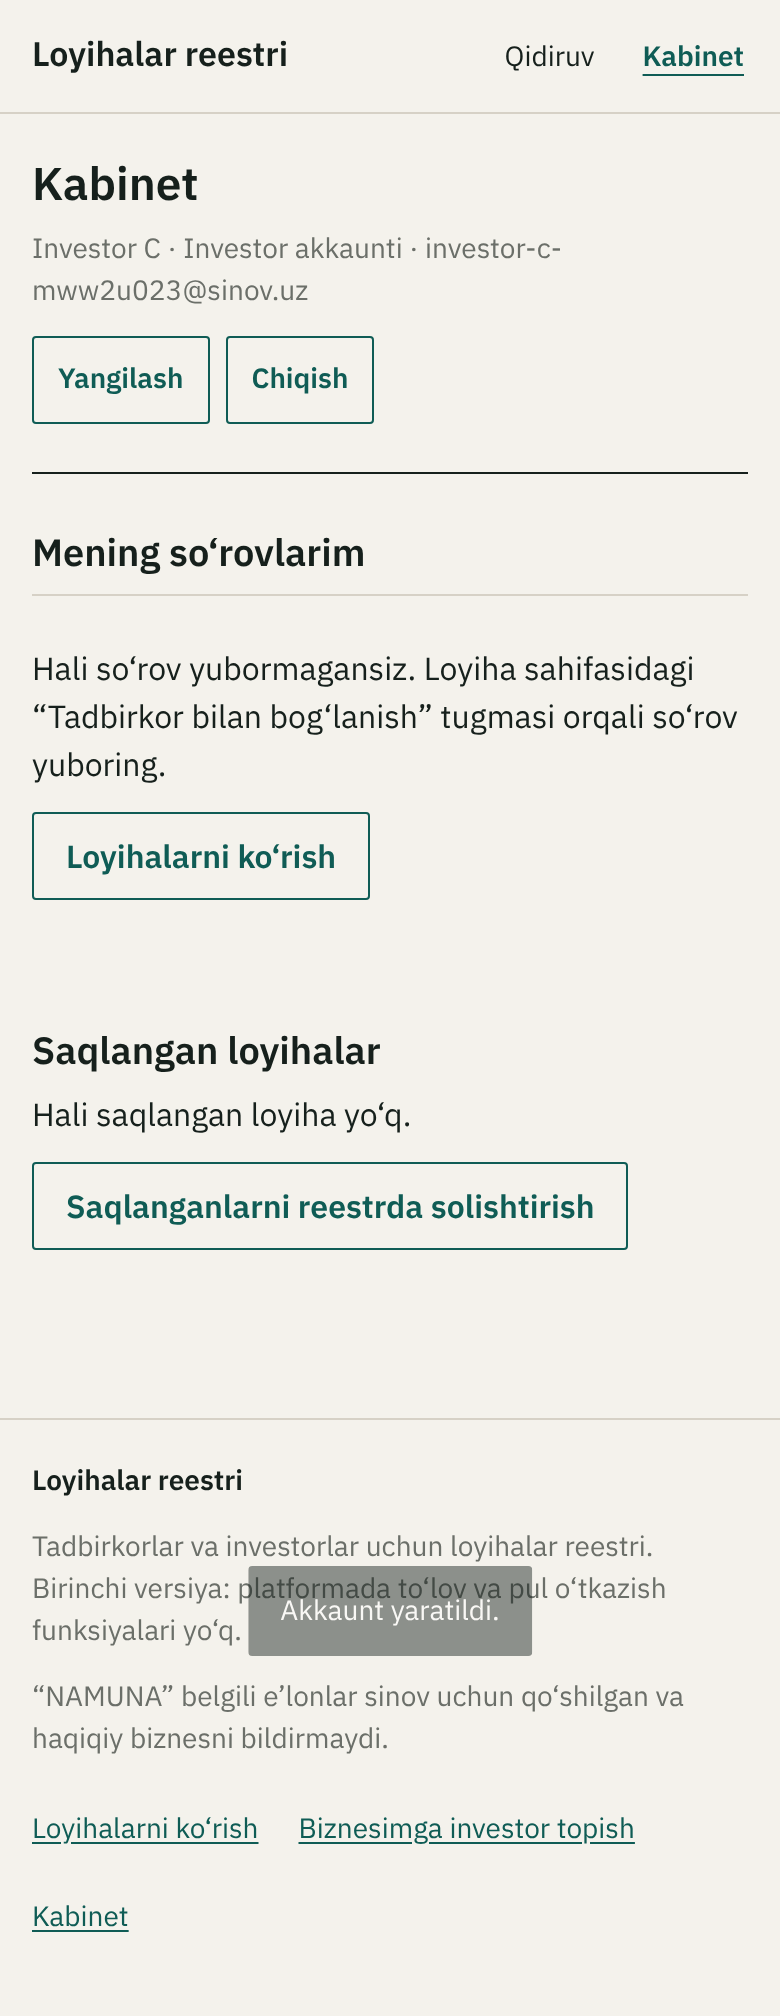 Loyihalar reestri
Qidiruv
Kabinet
Kabinet
Investor C · Investor akkaunti · investor-c-
mww2u023@sinov.uz
Yangilash
Chiqish
Mening so‘rovlarim
Hali so‘rov yubormagansiz. Loyiha sahifasidagi
“Tadbirkor bilan bog‘lanish” tugmasi orqali so‘rov
yuboring.
Loyihalarni ko‘rish
Saqlangan loyihalar
Hali saqlangan loyiha yo‘q.
Saqlanganlarni reestrda solishtirish
Loyihalar reestri
Tadbirkorlar va investorlar uchun loyihalar reestri.
Birinchi versiya: platformada to‘lov va pul o‘tkazish
funksiyalari yo‘q.
Akkaunt yaratildi.
“NAMUNA” belgili e’lonlar sinov uchun qo‘shilgan va
haqiqiy biznesni bildirmaydi.
Loyihalarni ko‘rish
Biznesimga investor topish
Kabinet